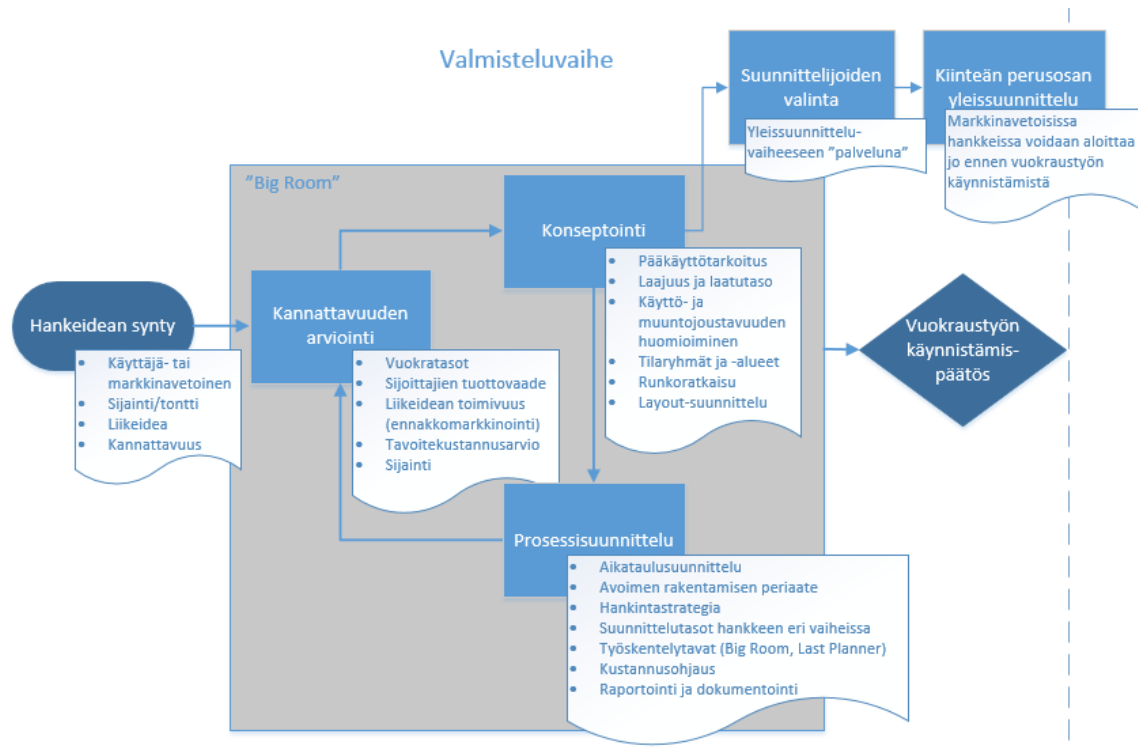 Valmisteluvaihe
Suunnittelijoiden
valinta
Yleissuunnittelu-
vaiheeseen ”palveluna”
Kiinteän perusosan
yleissuunnittelu
Markkinavetoisissa
hankkeissa voidaan aloittaa
jo ennen vuokraustyön
käynnistämistä
”Big Room”
Konseptointi
• Pääkäyttötarkoitus
• Laajuus ja laatutaso
• Käyttö- ja
muuntojoustavuuden
huomioiminen
• Tilaryhmät ja -alueet
• Runkoratkaisu
• Layout-suunnittelu
Hankeidean synty
• Käyttäjä- tai
markkinavetoinen
• Sijainti/tontti
• Liikeidea
• Kannattavuus
Kannattavuuden
arviointi
• Vuokratasot
• Sijoittajien tuottovaade
• Liikeidean toimivuus
(ennakkomarkkinointi)
• Tavoitekustannusarvio
• Sijainti
Vuokraustyön
käynnistämis-
päätös
Prosessisuunnittelu
• Aikataulusuunnittelu
• Avoimen rakentamisen periaate
• Hankintastrategia
• Suunnittelutasot hankkeen eri vaiheissa
• Työskentelytavat (Big Room, Last Planner)
• Kustannusohjaus
• Raportointi ja dokumentointi